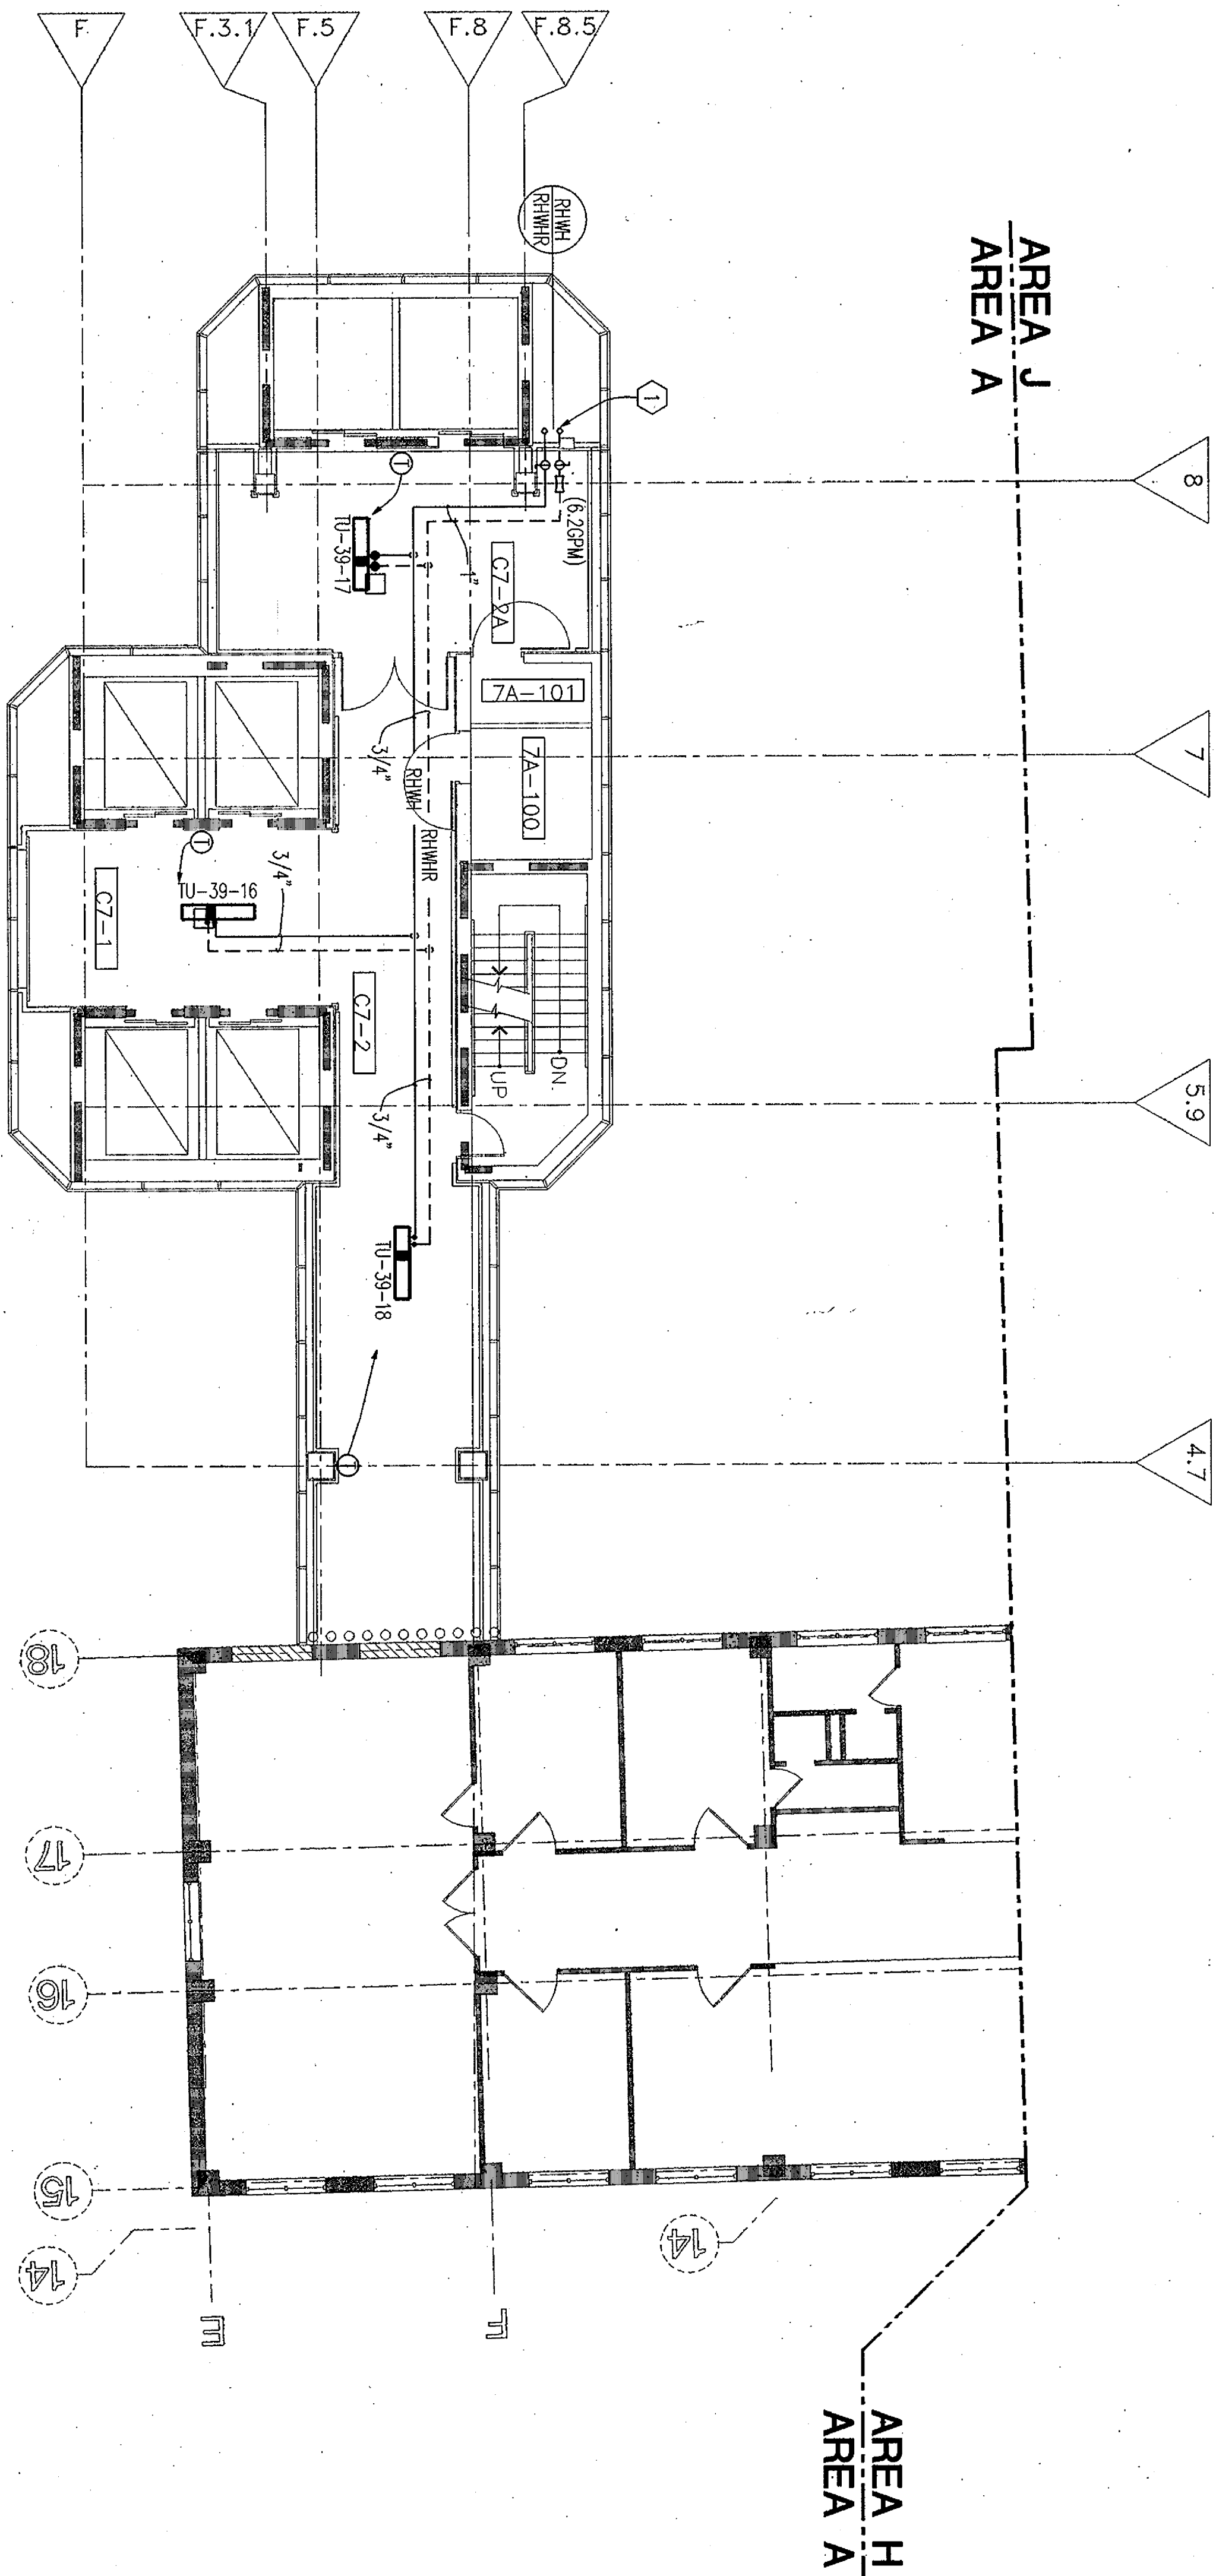 F
F.3.1
F.5
F.8
F.8.5
RHWH
RHWHR
AREA J
AREA A
1
8
T
TU-39-17
(6.2GPM)
1"
C7-2A
7A-101
7
3/4"
RHWH
7A-100
RHWHR
T
3/4"
TU-39-16
C7-1
C7-2
DN.
UP
5.9
3/4"
TU-39-18
T
4.7
18
17
16
15
14
14
E
F
AREA H
AREA A